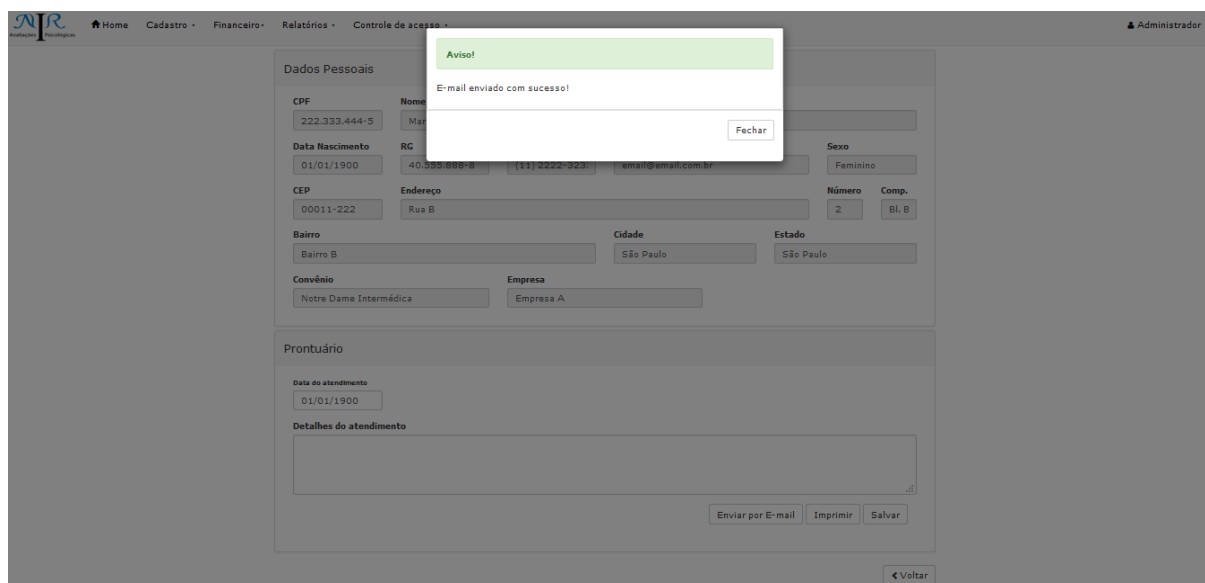 NIR
Avaliações Psicológicas
Home Cadastro Financeiro Relatórios Controle de acesso Administrador
Aviso!
E-mail enviado com sucesso!
Fechar
Dados Pessoais
CPF Nome
222.333.444-5 Mar
Data Nascimento RG Sexo
01/01/1900 40.555.888-8 (11) 2222-323 email@email.com.br Feminino
CEP Endereço Número Comp.
00011-222 Rua B 2 Bl. B
Bairro Cidade Estado
Bairro B São Paulo São Paulo
Convênio Empresa
Notre Dame Intermédica Empresa A
Prontuário
Data do atendimento
01/01/1900
Detalhes do atendimento
Enviar por E-mail Imprimir Salvar
Voltar